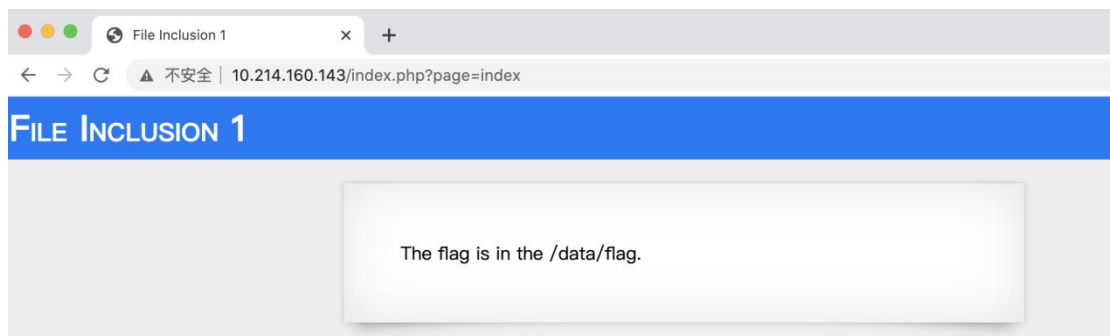 File Inclusion 1
不安全 10.214.160.143/index.php?page=index
FILE INCLUSION 1
The flag is in the /data/flag.